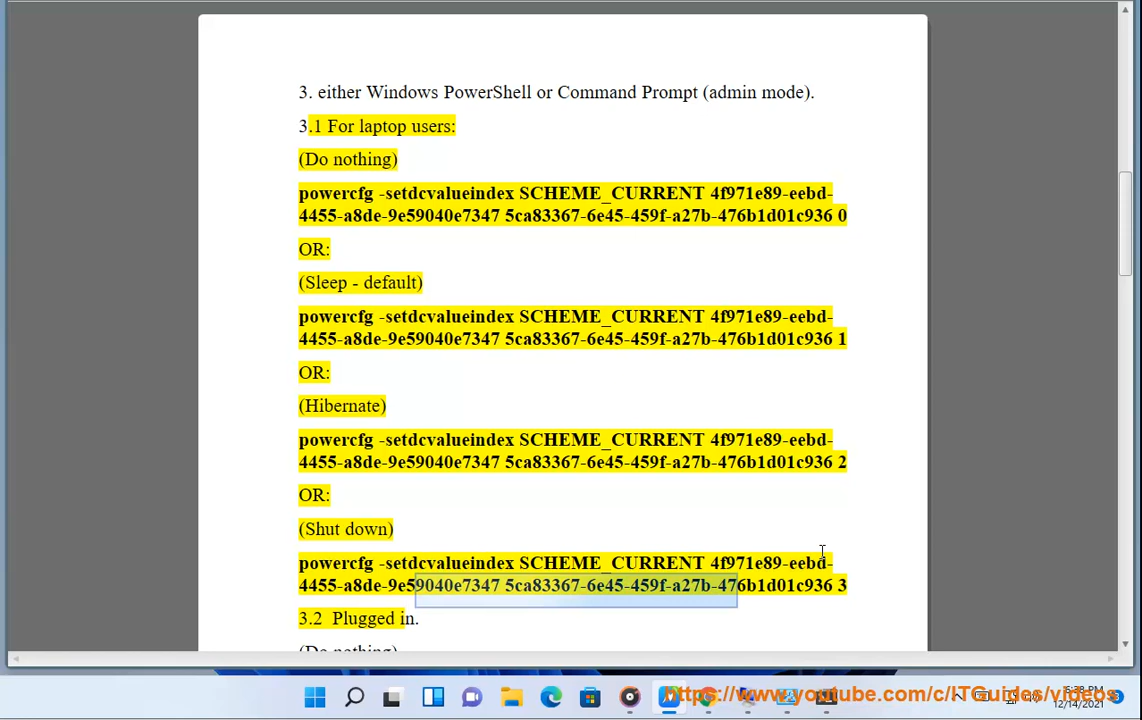 3. either Windows PowerShell or Command Prompt (admin mode).
3.1 For laptop users:
(Do nothing)
powercfg -setdcvalueindex SCHEME_CURRENT 4f971e89-eebd-
4455-a8de-9e59040e7347 5ca83367-6e45-459f-a27b-476b1d01c936 0
OR:
(Sleep - default)
powercfg -setdcvalueindex SCHEME_CURRENT 4f971e89-eebd-
4455-a8de-9e59040e7347 5ca83367-6e45-459f-a27b-476b1d01c936 1
OR:
(Hibernate)
powercfg -setdcvalueindex SCHEME_CURRENT 4f971e89-eebd-
4455-a8de-9e59040e7347 5ca83367-6e45-459f-a27b-476b1d01c936 2
OR:
(Shut down)
powercfg -setdcvalueindex SCHEME_CURRENT 4f971e89-eebd-
4455-a8de-9e59040e7347 5ca83367-6e45-459f-a27b-476b1d01c936 3
3.2 Plugged in.
(Do nothing)
Https://www.youtube.com/c/ITGuides/videos
12/14/2021